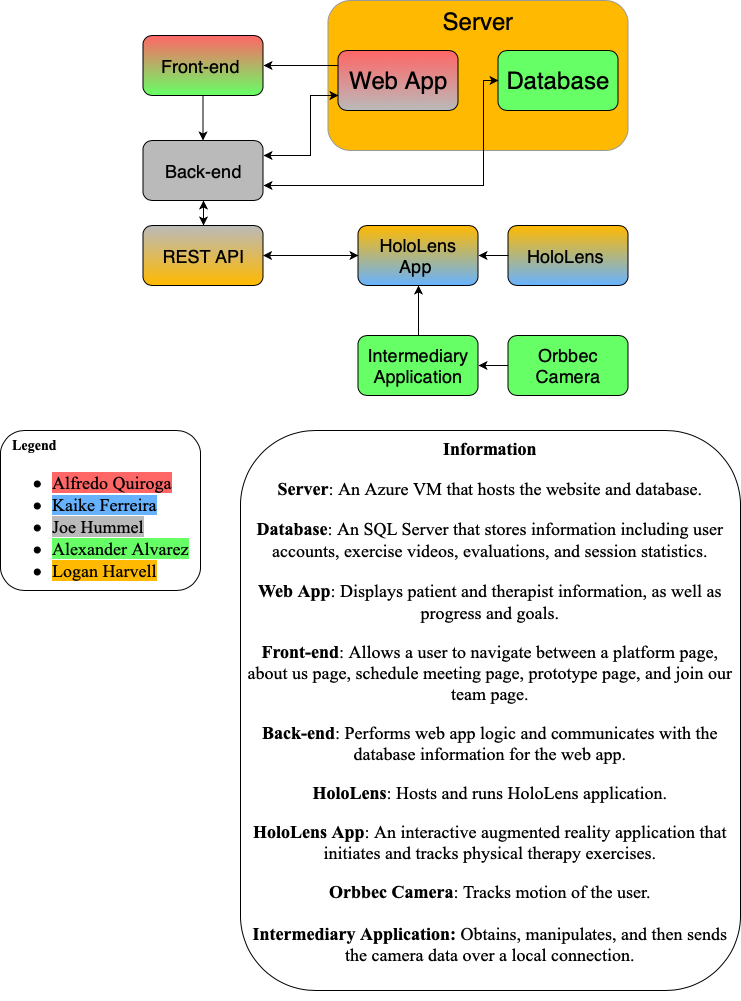 Server
Front-end
Web App
Database
Back-end
REST API
HoloLens
App
HoloLens
Intermediary
Application
Orbbec
Camera
Legend
● Alfredo Quiroga
● Kaike Ferreira
● Joe Hummel
● Alexander Alvarez
● Logan Harvell
Information
Server: An Azure VM that hosts the website and database.
Database: An SQL Server that stores information including user
accounts, exercise videos, evaluations, and session statistics.
Web App: Displays patient and therapist information, as well as
progress and goals.
Front-end: Allows a user to navigate between a platform page,
about us page, schedule meeting page, prototype page, and join our
team page.
Back-end: Performs web app logic and communicates with the
database information for the web app.
HoloLens: Hosts and runs HoloLens application.
HoloLens App: An interactive augmented reality application that
initiates and tracks physical therapy exercises.
Orbbec Camera: Tracks motion of the user.
Intermediary Application: Obtains, manipulates, and then sends
the camera data over a local connection.